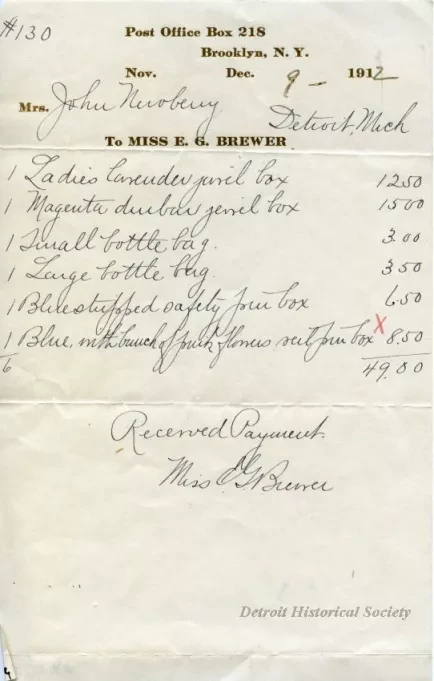 #130
Post Office Box 218
Brooklyn, N. Y.
Nov. Dec. 9 - 1912
Mrs. John Newberry
Detroit, Mich
To MISS E. G. BREWER
1 Ladies lavender jewel box 12 50
1 Magenta dunbar jewel box 15 00
1 Small bottle bag. 3.00
1 Large bottle bag. 3 50
1 Blue stripped safety pin box 6.50
1 Blue, with bunch of pink flowers pin box X 8,50
6 49.00
Received Payment.
Miss E G Brewer
Detroit Historical Society